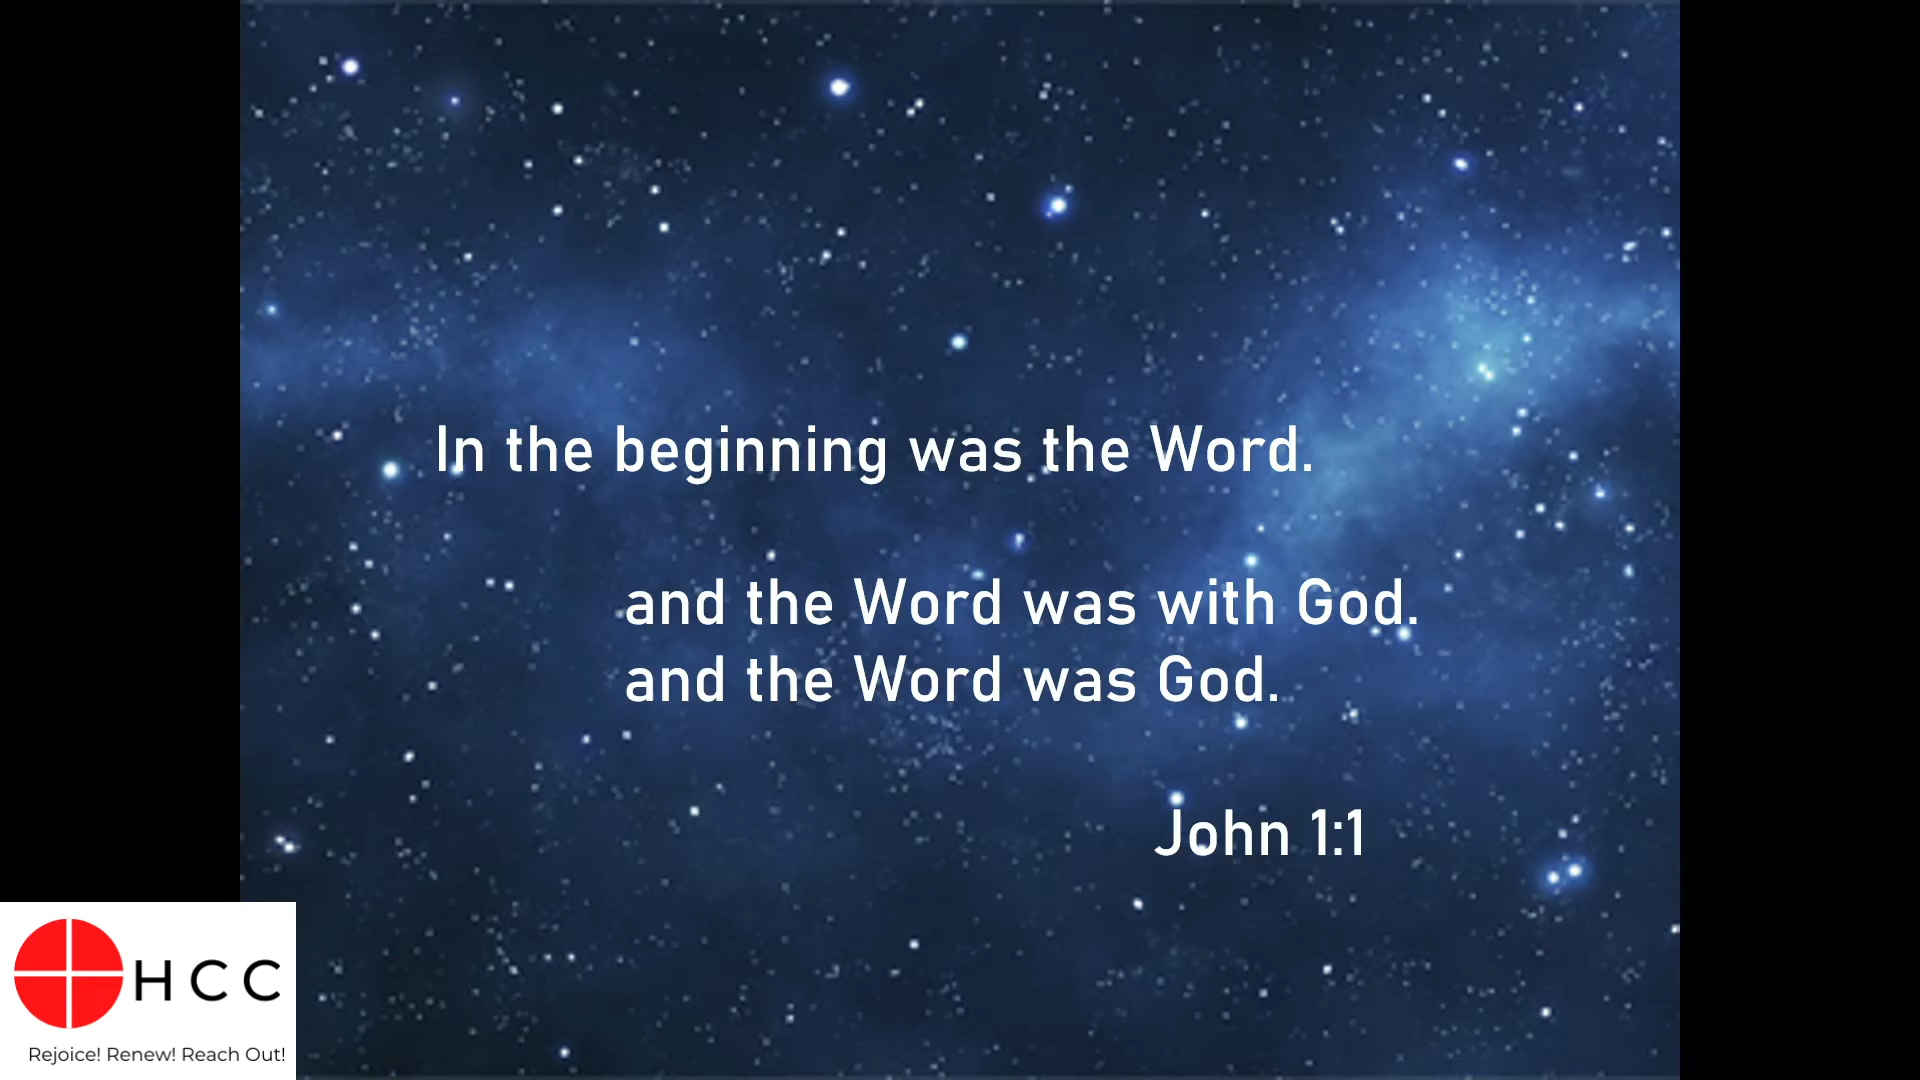 In the beginning was the Word.
and the Word was with God.
and the Word was God.
John 1:1
HCC
Rejoice! Renew! Reach Out!